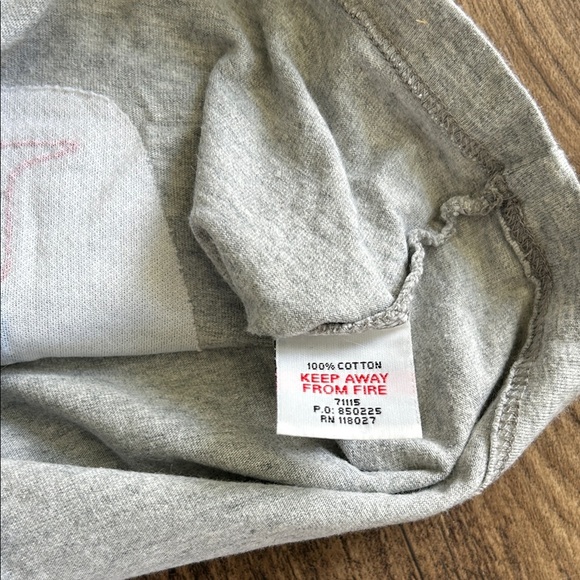 100% COTTON
KEEP AWAY
FROM FIRE
71115
P.O: 850225
RN 118027